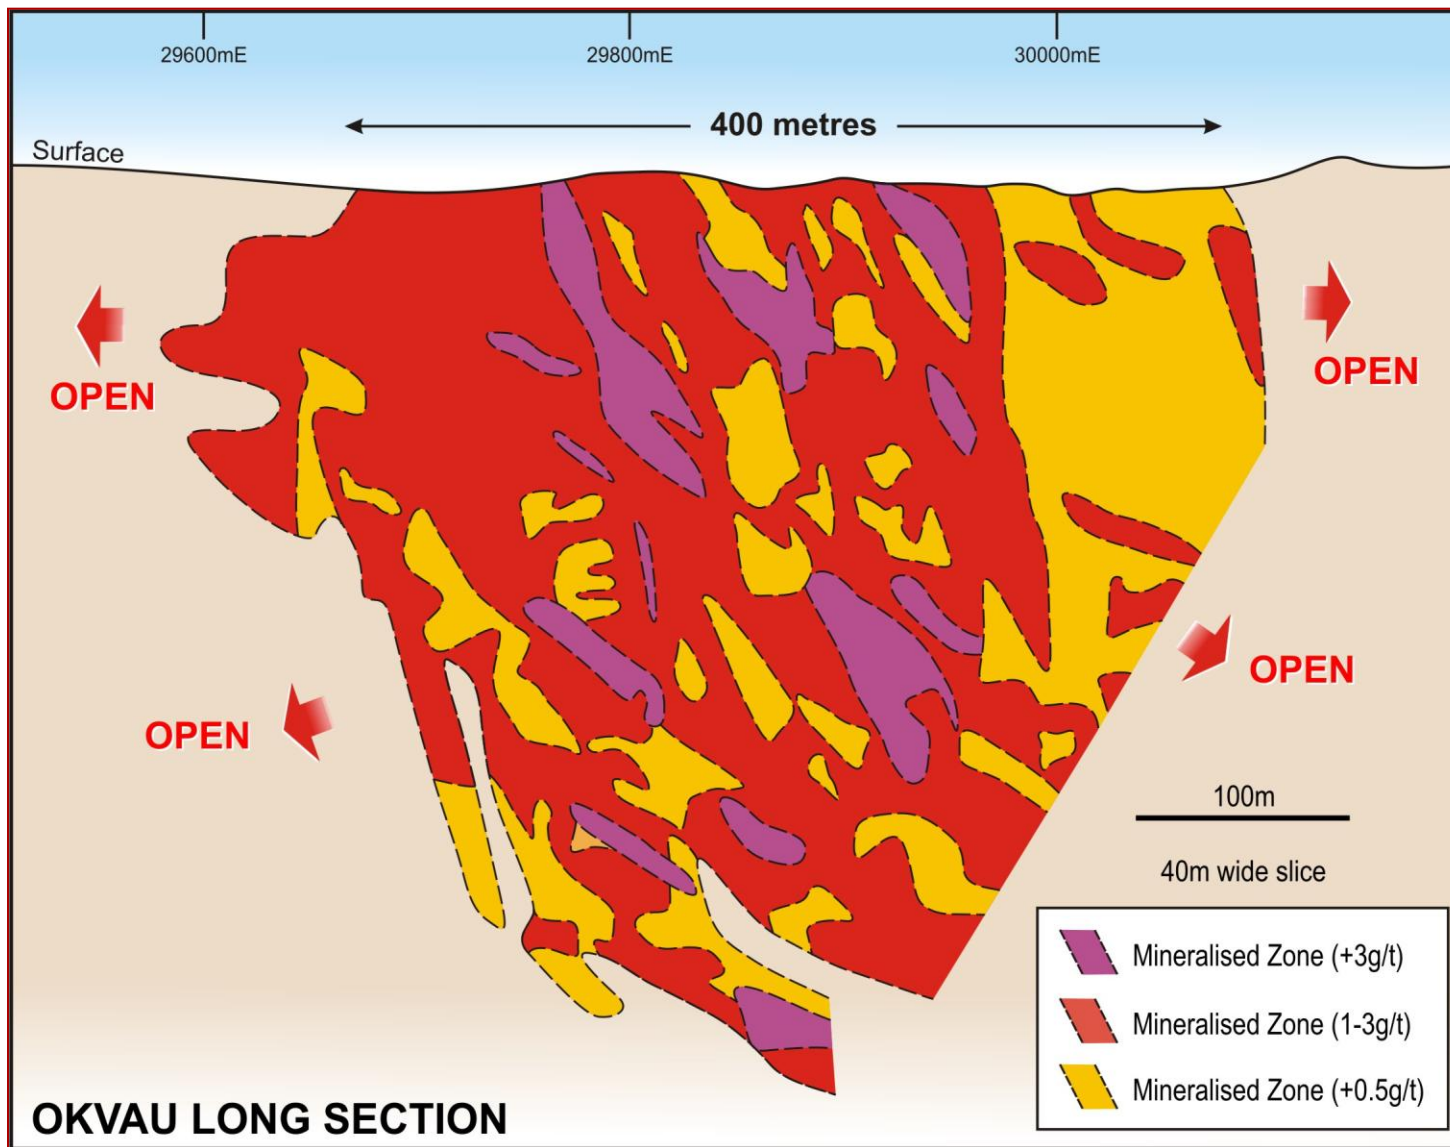 29600mE
29800mE
30000mE
400 metres
Surface
OPEN
OPEN
OPEN
OPEN
100m
40m wide slice
Mineralised Zone (+3g/t)
Mineralised Zone (1-3g/t)
Mineralised Zone (+0.5g/t)
OKVAU LONG SECTION